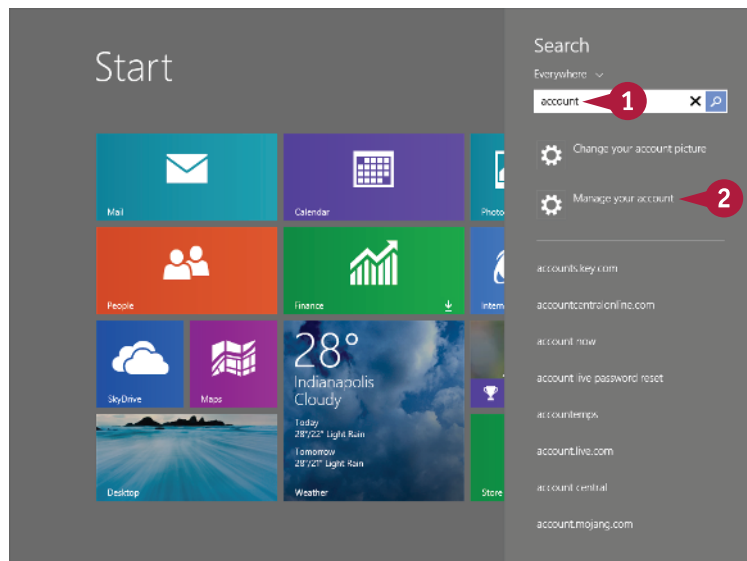 Start
Search
Everywhere
account
1
Change your account picture
Manage your account
2
Mail
Calendar
Photo
People
Finance
Intern
SkyDrive
Maps
28°
Indianapolis
Cloudy
Today
28°/22° Light Rain
Tomorrow
28°/21° Light Rain
Desktop
Weather
Store
accounts.key.com
accountcentralonline.com
account now
account live password reset
accountemps
account.live.com
account central
account.mojang.com